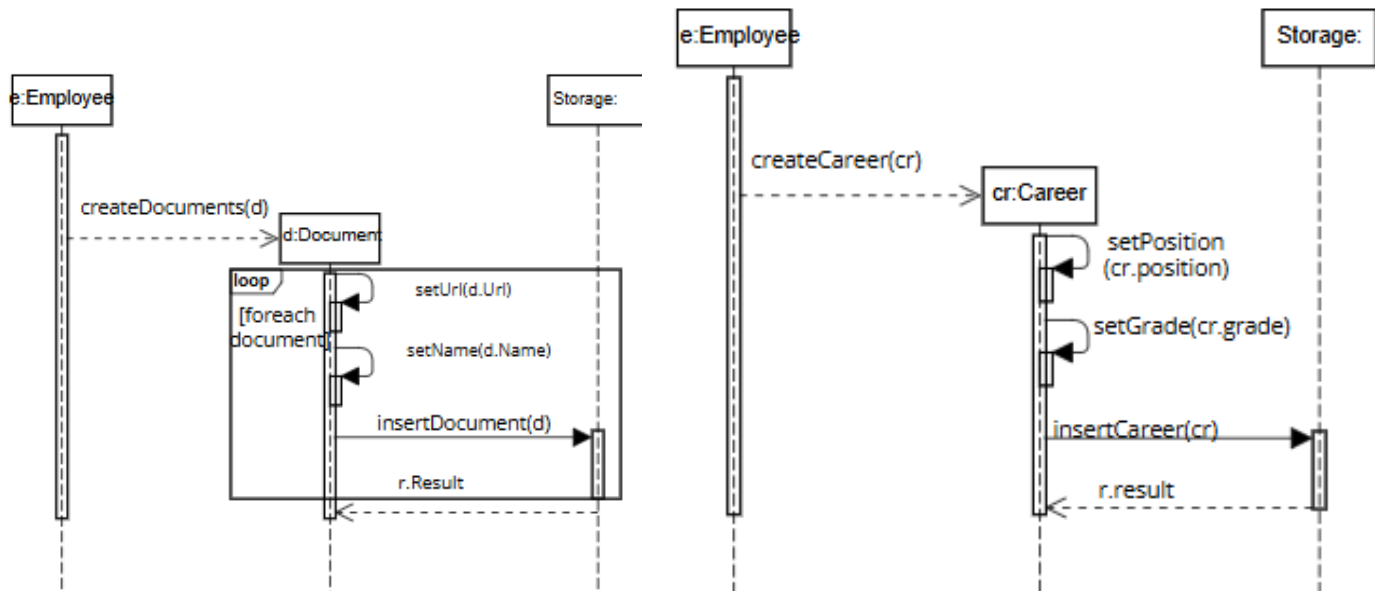 e:Employee
Storage:
createDocuments(d)
d:Document
loop
[foreach
document]
setUrl(d.Url)
setName(d.Name)
insertDocument(d)
r.Result
e:Employee
Storage:
createCareer(cr)
cr:Career
setPosition
(cr.position)
setGrade(cr.grade)
insertCareer(cr)
r.result